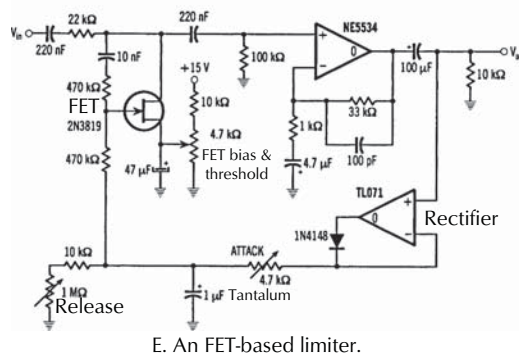 Vin
220 nF
22 kΩ
10 nF
220 nF
470 kΩ
FET
2N3819
470 kΩ
+15 V
10 kΩ
4.7 kΩ
FET bias &
threshold
47 µF
+
100 kΩ
NE5534
+
−
0
+
100 µF
10 kΩ
33 kΩ
1 kΩ
100 pF
4.7 µF
+
TL071
+
−
0
Rectifier
1N4148
ATTACK
4.7 kΩ
10 kΩ
1 MΩ
Release
+
1 µF Tantalum
E. An FET-based limiter.